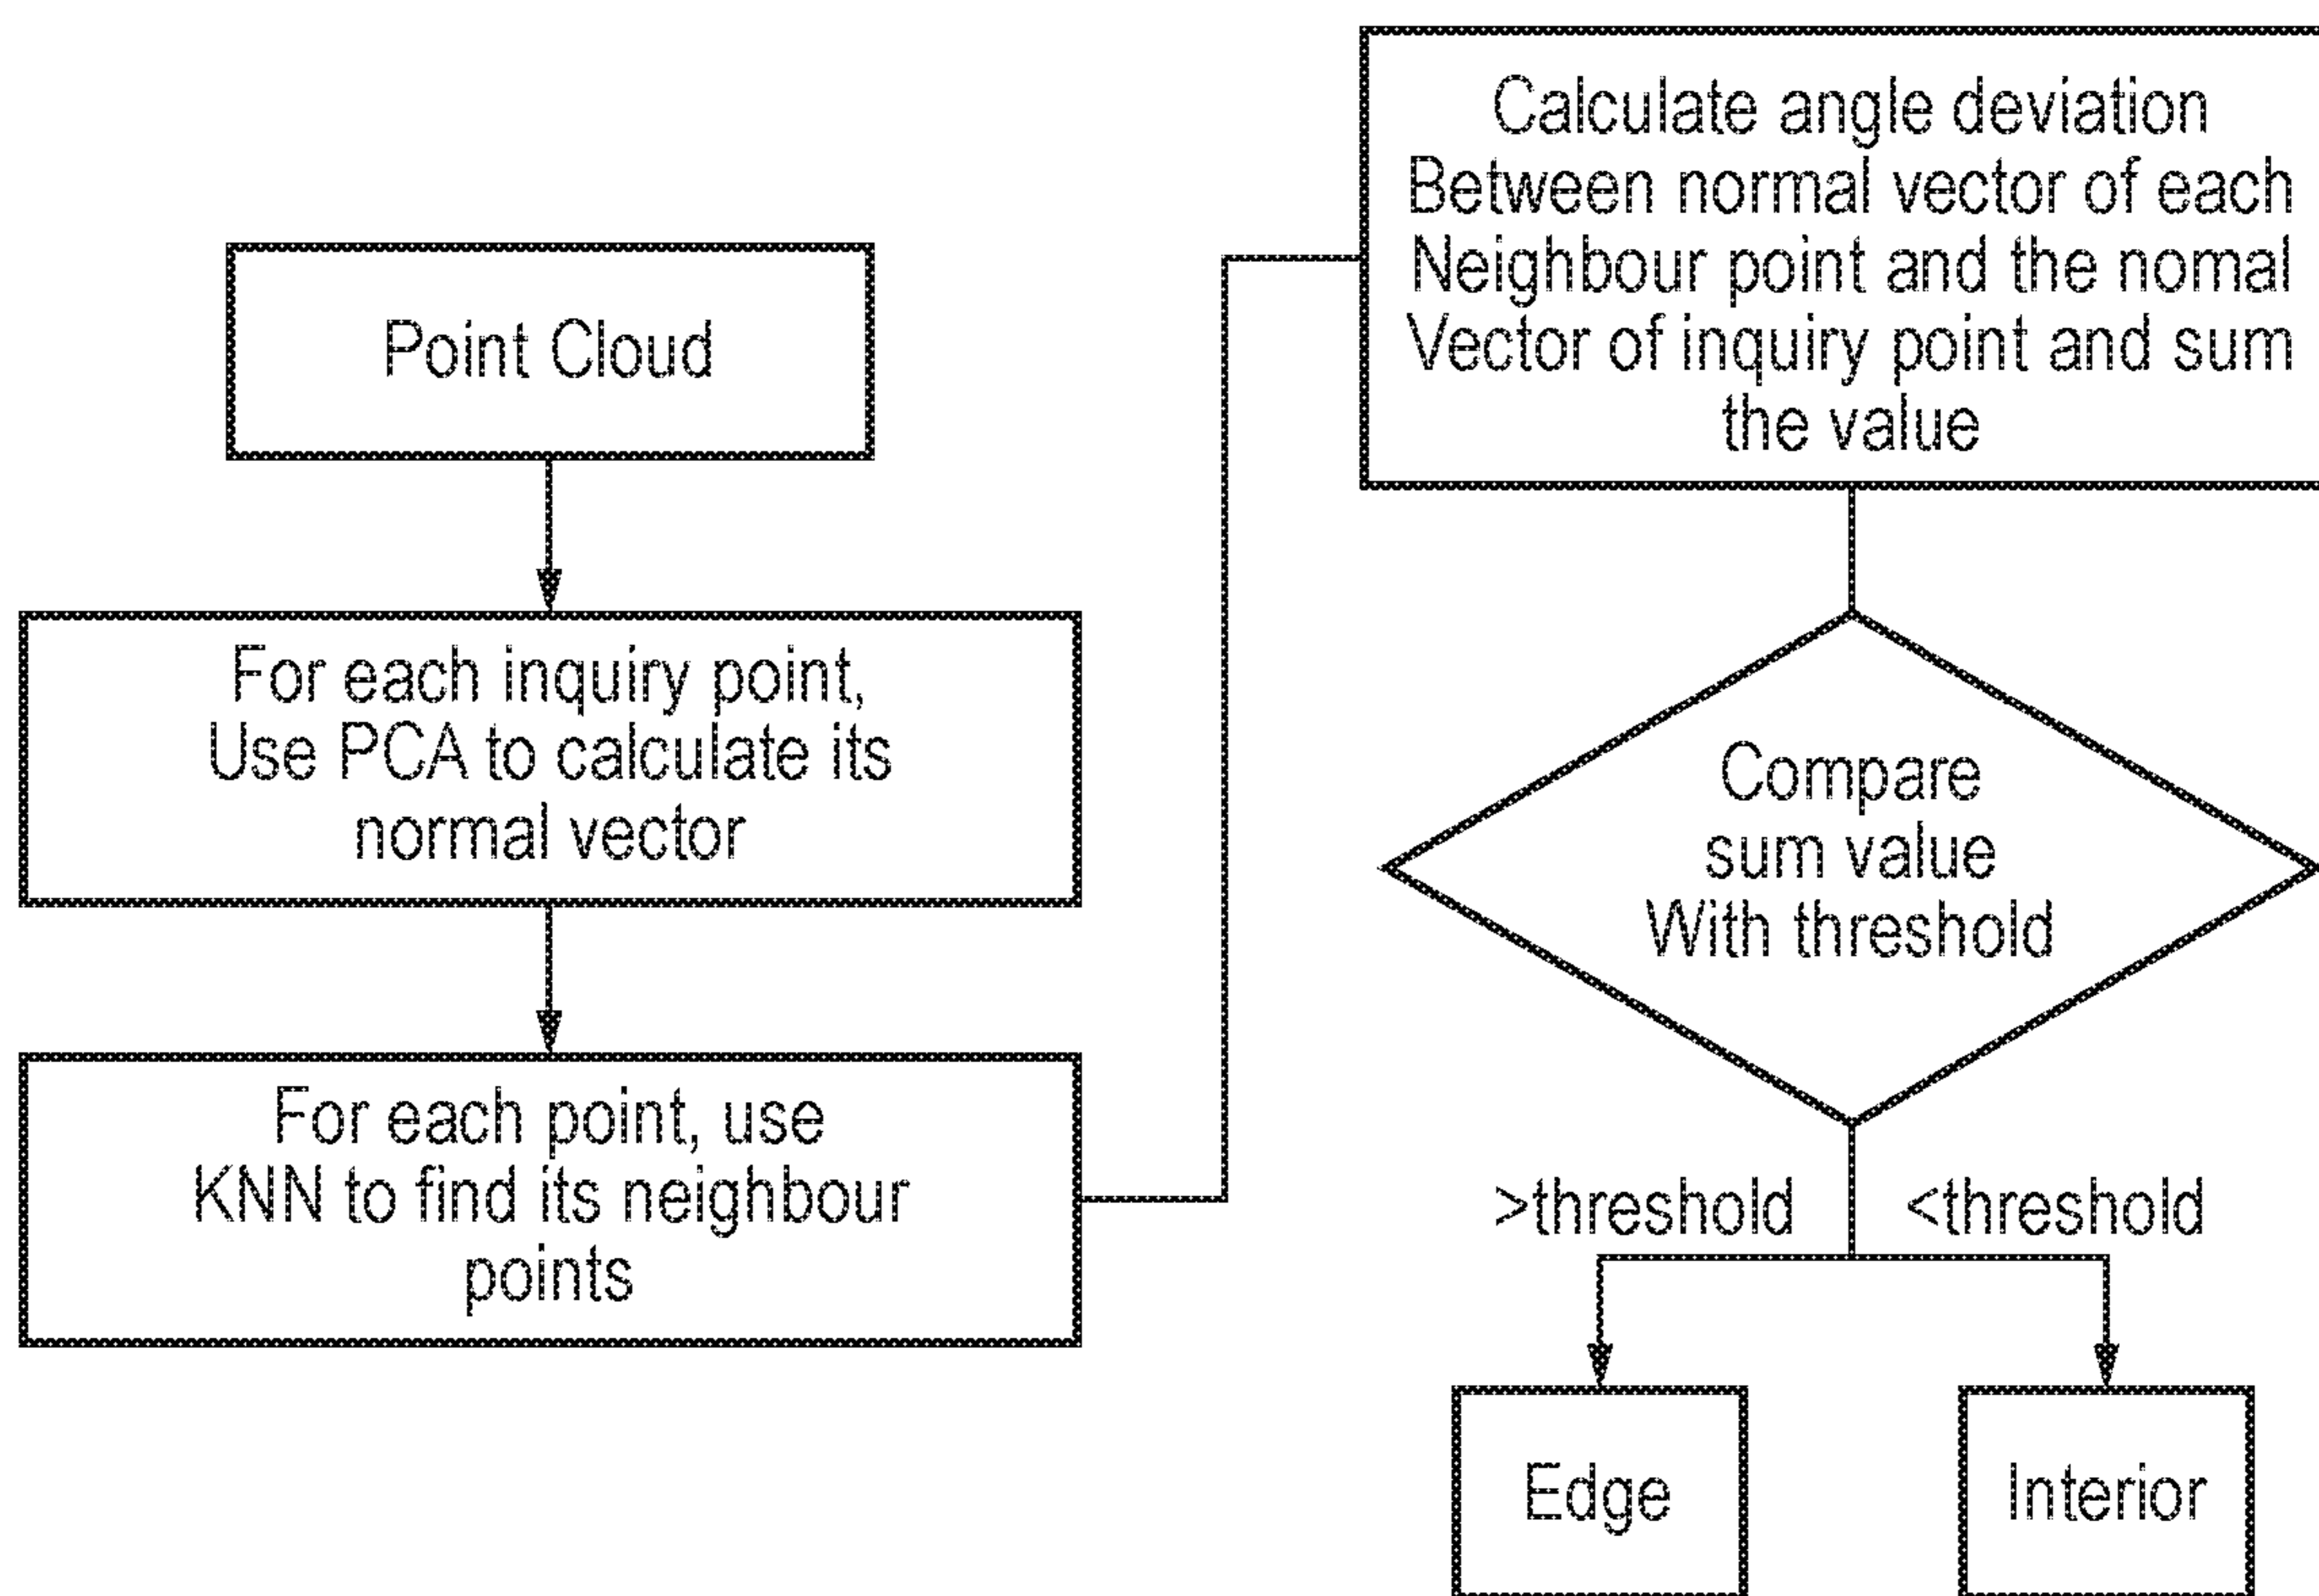 Point Cloud
For each inquiry point,
Use PCA to calculate its
normal vector
For each point, use
KNN to find its neighbour
points
Calculate angle deviation
Between normal vector of each
Neighbour point and the nomal
Vector of inquiry point and sum
the value
Compare
sum value
With threshold
>threshold
<threshold
Edge
Interior